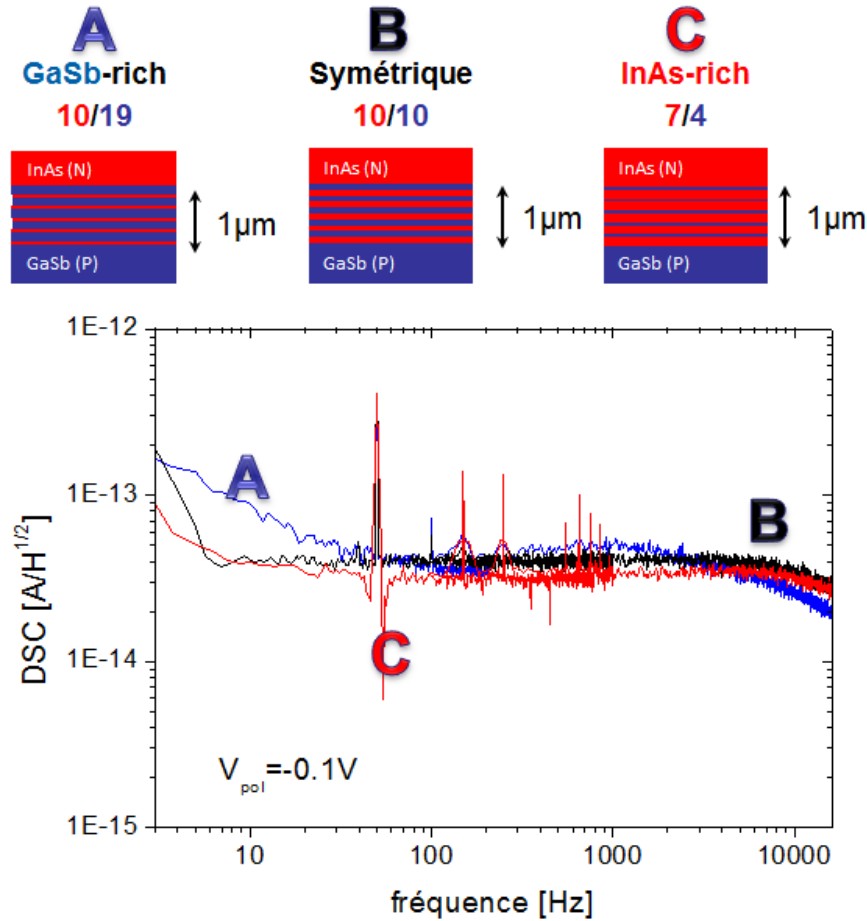 A B C
GaSb-rich Symétrique InAs-rich
10/19 10/10 7/4
InAs (N) InAs (N) InAs (N)
1µm 1µm 1µm
GaSb (P) GaSb (P) GaSb (P)
1E-12
1E-13
1E-14
1E-15
DSC [A/H^1/2]
A
B
C
V_pol=-0.1V
10 100 1000 10000
fréquence [Hz]